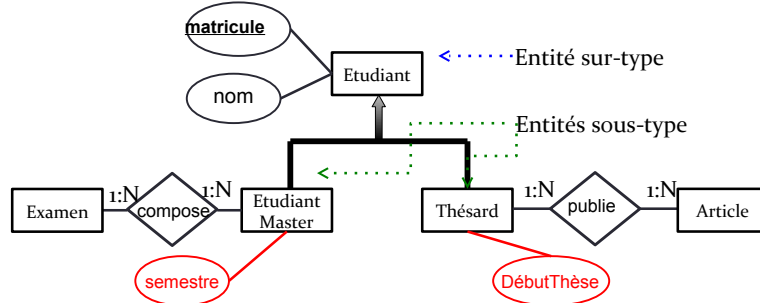 matricule
Etudiant
Entité sur-type
nom
Entités sous-type
1:N
1:N
1:N
1:N
Examen
compose
Etudiant
Master
Thésard
publie
Article
semestre
DébutThèse